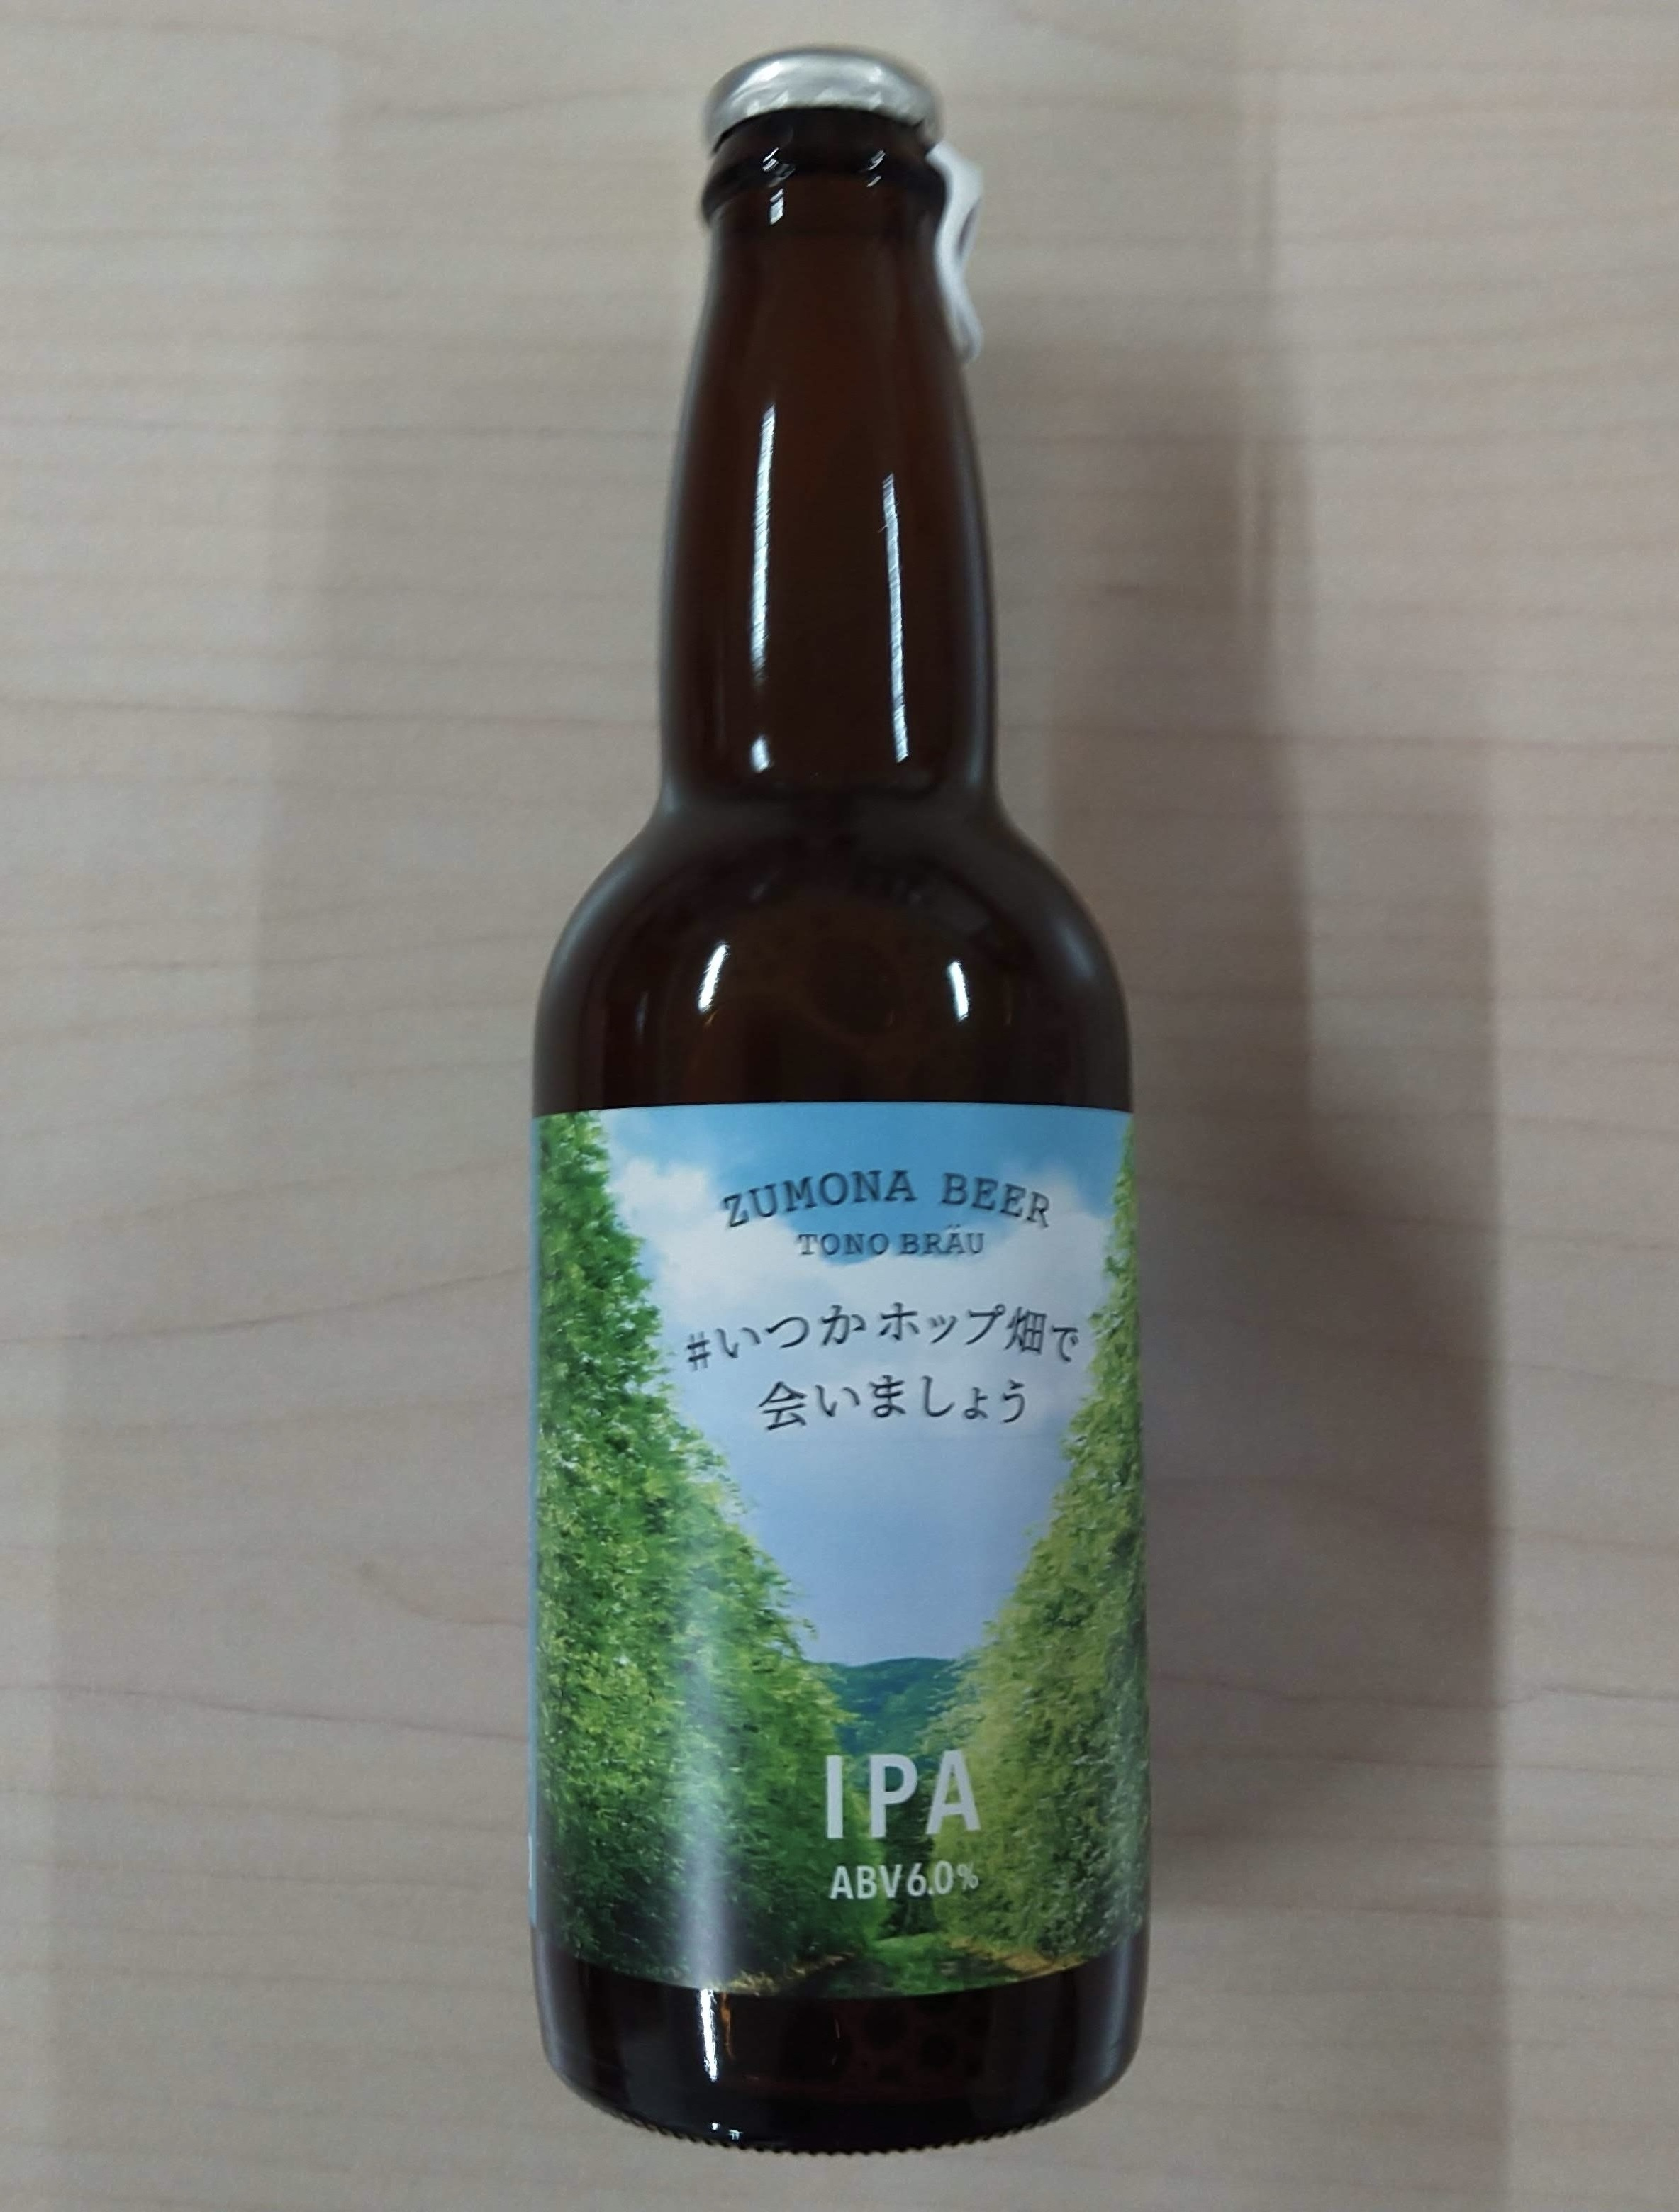 ZUMONA BEER
TONO BRÄU
#いつかホップ畑で
会いましょう
IPA
ABV6.0%